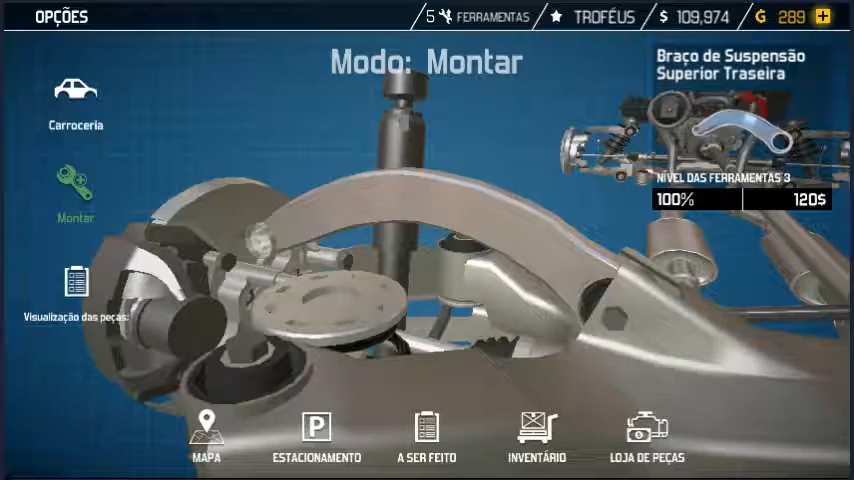 OPÇÕES
5 FERRAMENTAS
TROFÉUS
$ 109,974
G 289
Modo: Montar
Braço de Suspensão
Superior Traseira
NÍVEL DAS FERRAMENTAS 3
100% 120$
Carroceria
Montar
Visualização das peças:
MAPA
P
ESTACIONAMENTO
A SER FEITO
INVENTÁRIO
LOJA DE PEÇAS